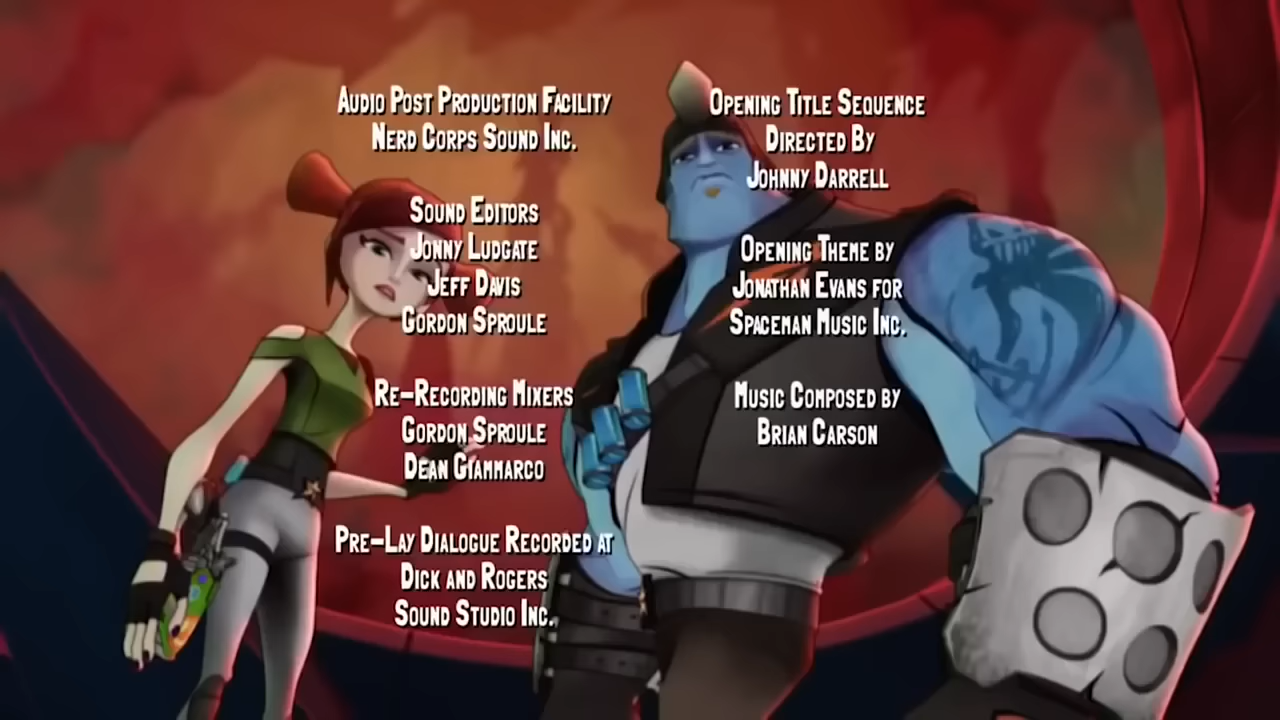 Audio Post Production Facility
Nerd Corps Sound Inc.
Sound Editors
Jonny Ludgate
Jeff Davis
Gordon Sproule
Re-Recording Mixers
Gordon Sproule
Dean Giammarco
Pre-Lay Dialogue Recorded at
Dick and Rogers
Sound Studio Inc.
Opening Title Sequence
Directed By
Johnny Darrell
Opening Theme by
Jonathan Evans for
Spaceman Music Inc.
Music Composed by
Brian Carson